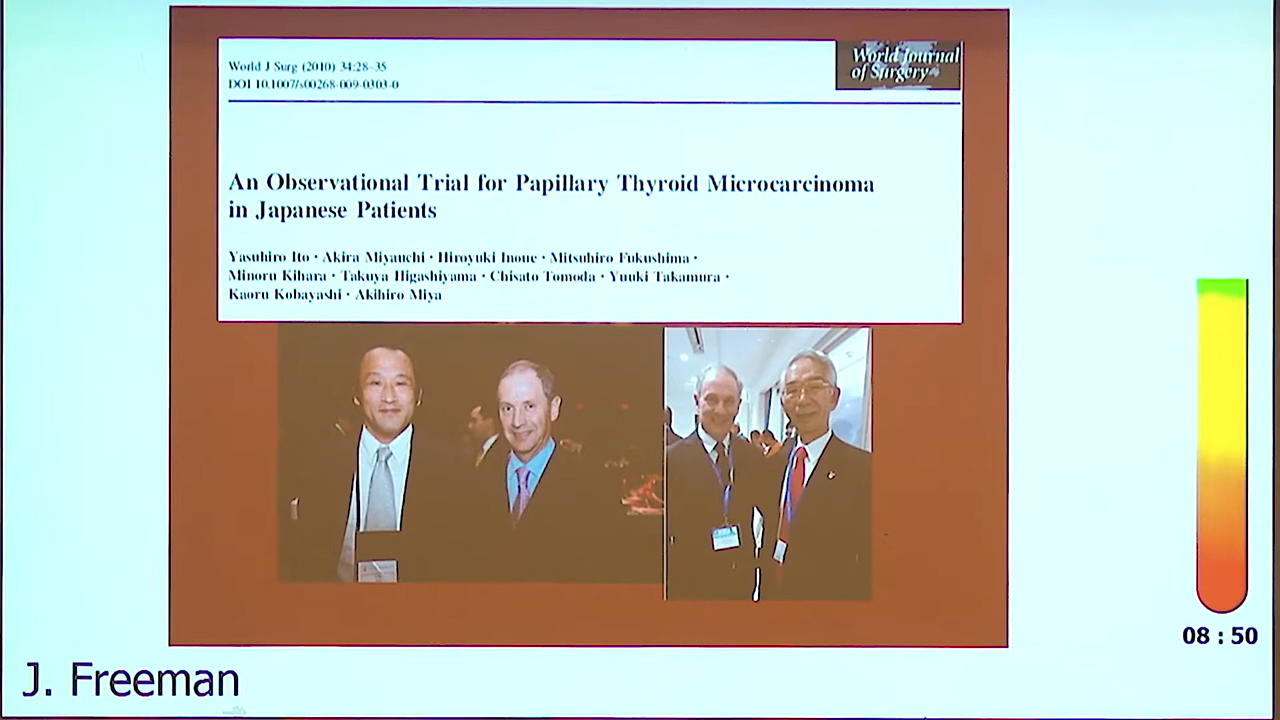 World J Surg (2010) 34:28–35
DOI 10.1007/s00268-009-0303-0
World Journal
of Surgery
An Observational Trial for Papillary Thyroid Microcarcinoma
in Japanese Patients
Yasuhiro Ito · Akira Miyauchi · Hiroyuki Inoue · Mitsuhiro Fukushima ·
Minoru Kihara · Takuya Higashiyama · Chisato Tomoda · Yuuki Takamura ·
Kaoru Kobayashi · Akihiro Miya
08 : 50
J. Freeman